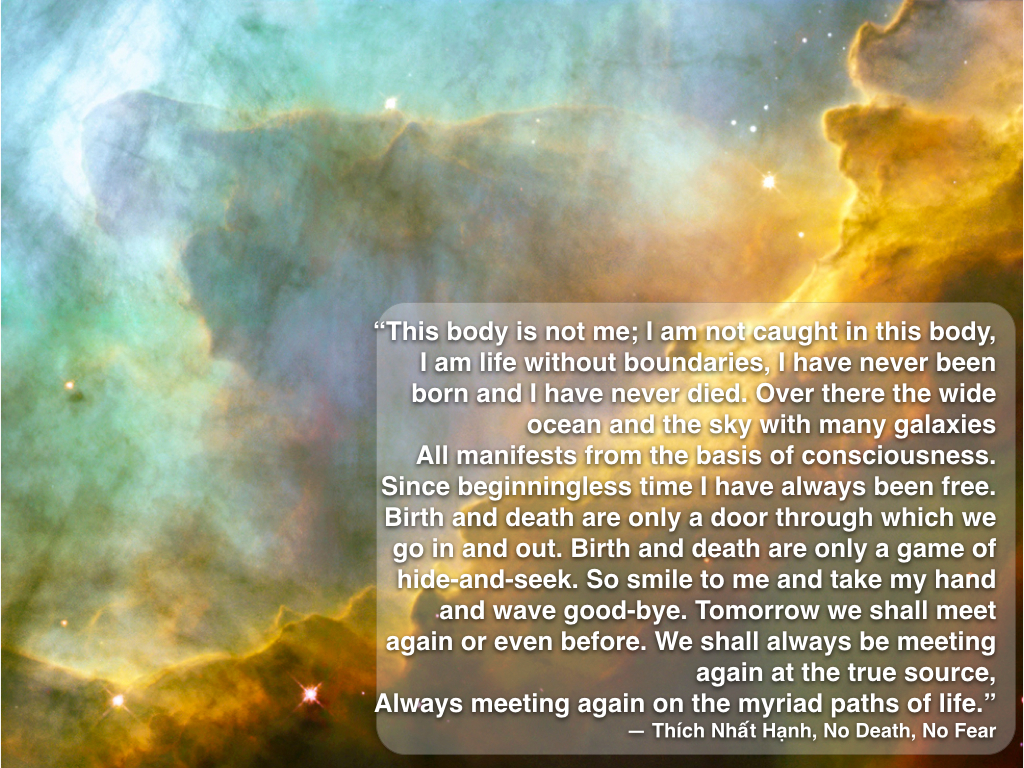 “This body is not me; I am not caught in this body,
I am life without boundaries, I have never been
born and I have never died. Over there the wide
ocean and the sky with many galaxies
All manifests from the basis of consciousness.
Since beginningless time I have always been free.
Birth and death are only a door through which we
go in and out. Birth and death are only a game of
hide-and-seek. So smile to me and take my hand
and wave good-bye. Tomorrow we shall meet
again or even before. We shall always be meeting
again at the true source,
Always meeting again on the myriad paths of life.”
— Thích Nhất Hạnh, No Death, No Fear